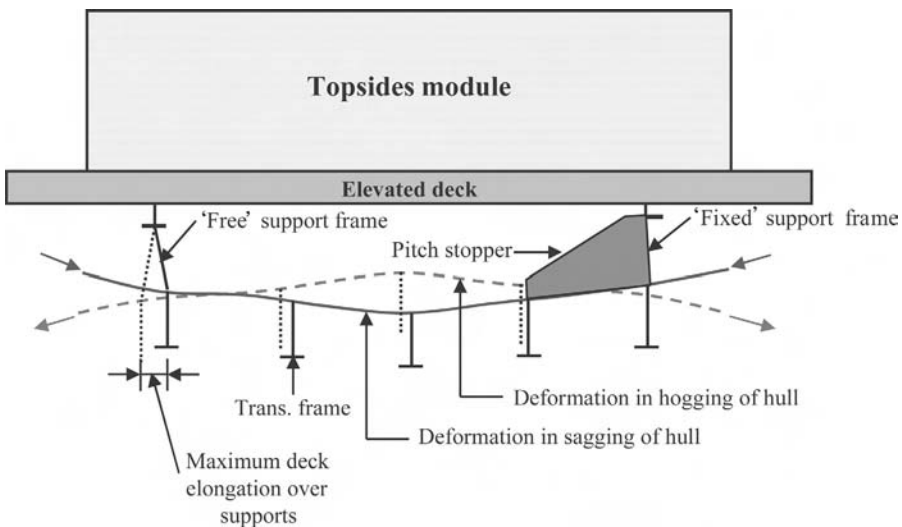 Topsides module
Elevated deck
‘Free’ support frame
‘Fixed’ support frame
Pitch stopper
Trans. frame
Deformation in hogging of hull
Deformation in sagging of hull
Maximum deck
elongation over
supports